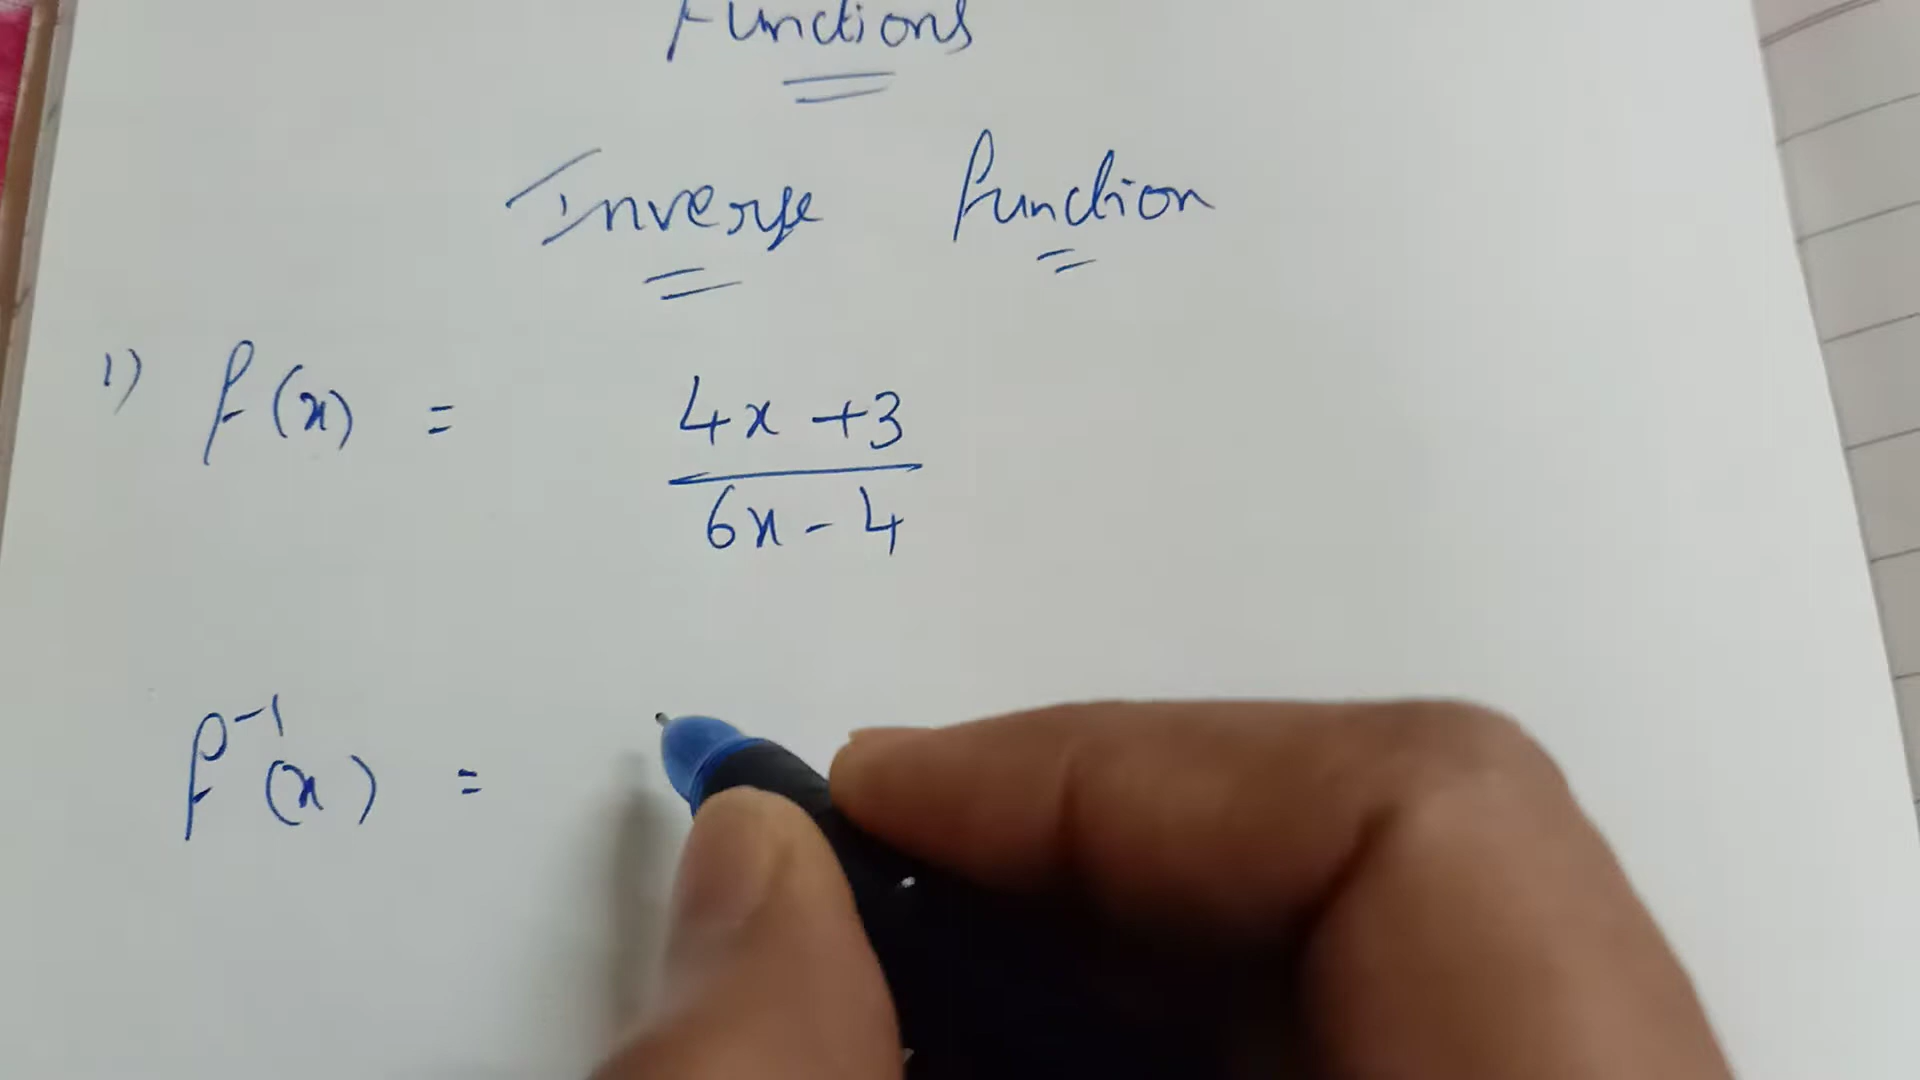 Functions
Inverse function
1) f(x) = 4x + 3
6x - 4
f⁻¹(x) =